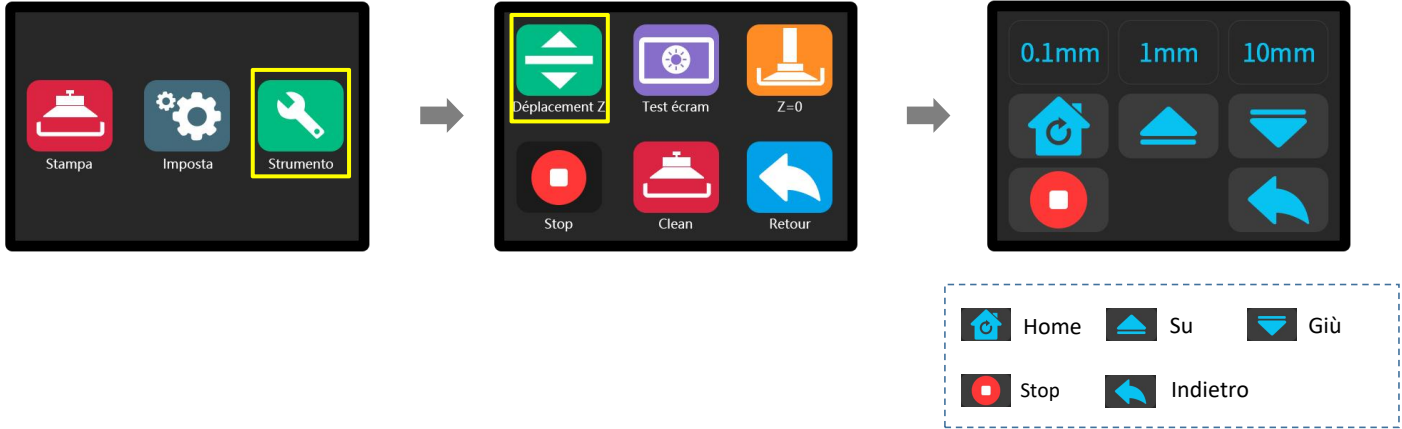 Stampa
Imposta
Strumento
Déplacement Z
Test écram
Z=0
Stop
Clean
Retour
0.1mm
1mm
10mm
Home
Su
Giù
Stop
Indietro